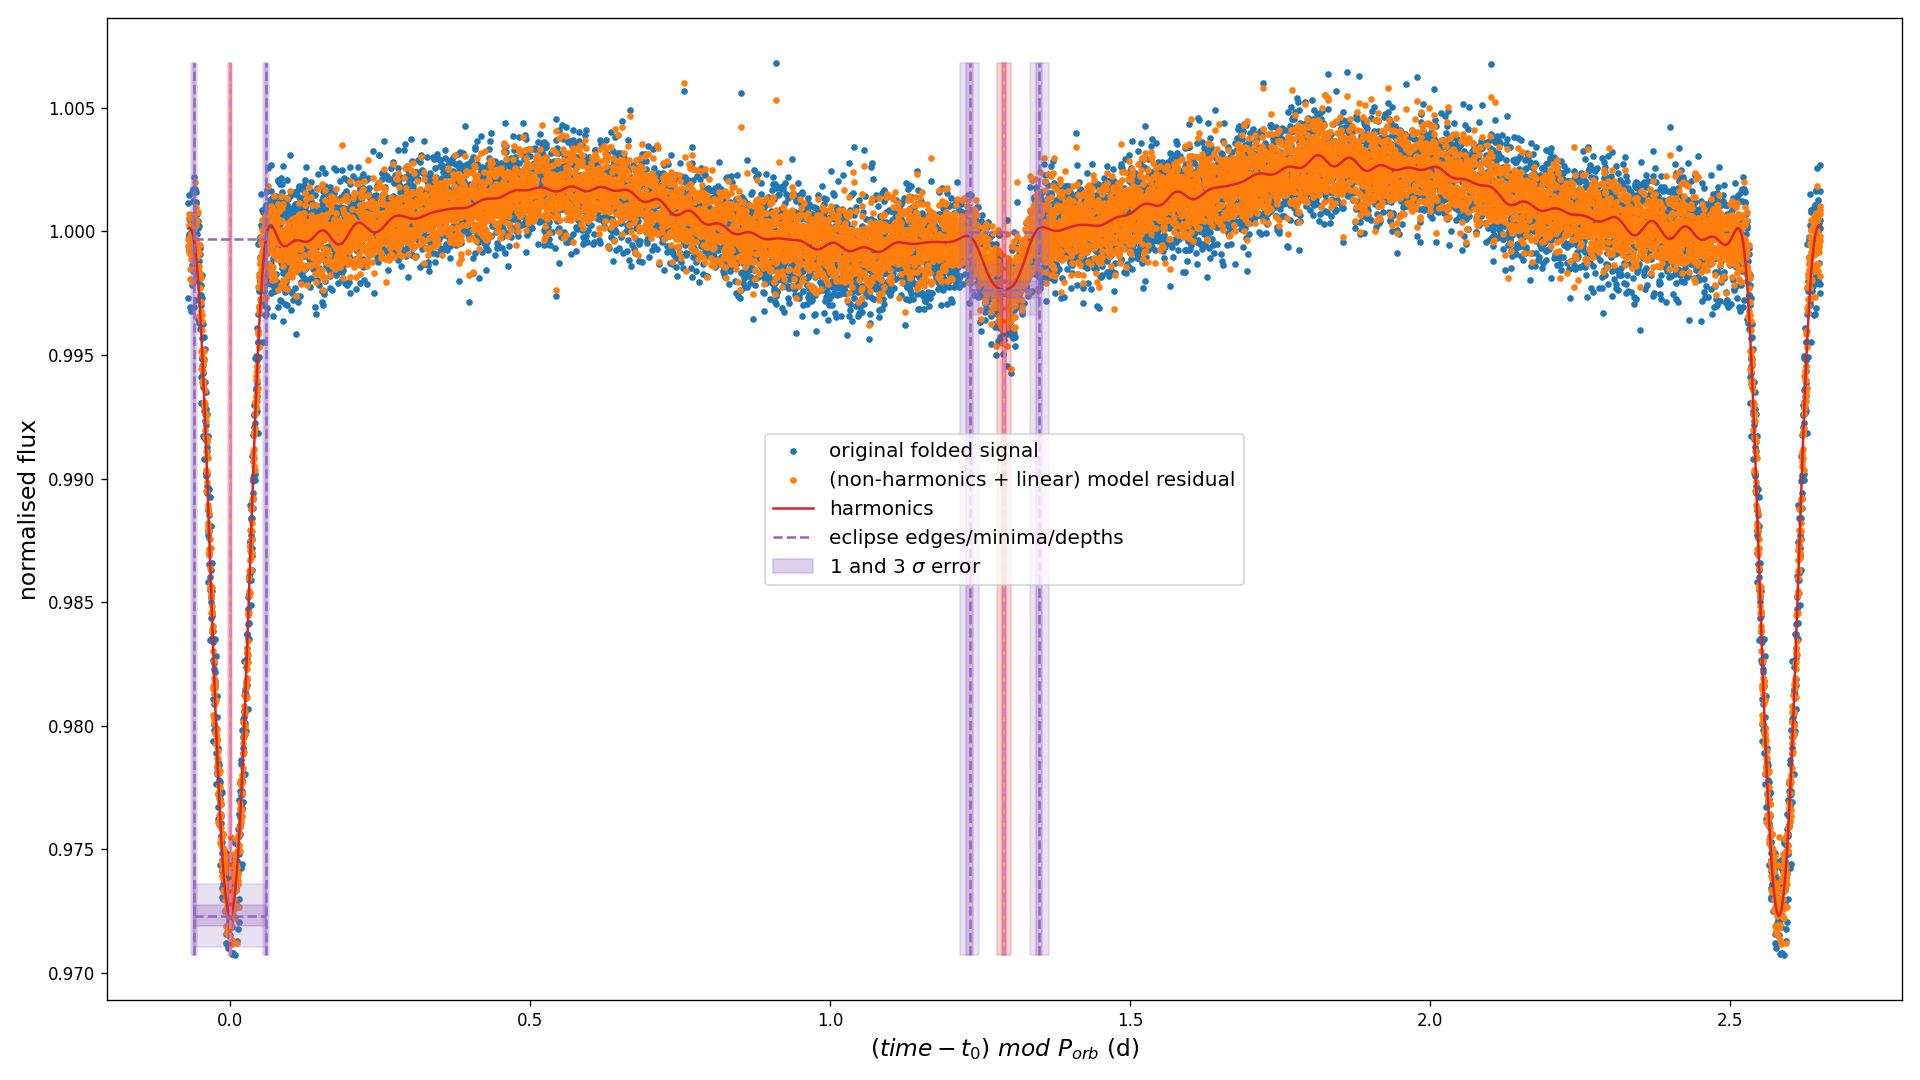 normalised flux
1.005
1.000
0.995
0.990
0.985
0.980
0.975
0.970
original folded signal
(non-harmonics + linear) model residual
harmonics
eclipse edges/minima/depths
1 and 3 σ error
0.0 0.5 1.0 1.5 2.0 2.5
(time − t₀) mod Pₒᵣb (d)